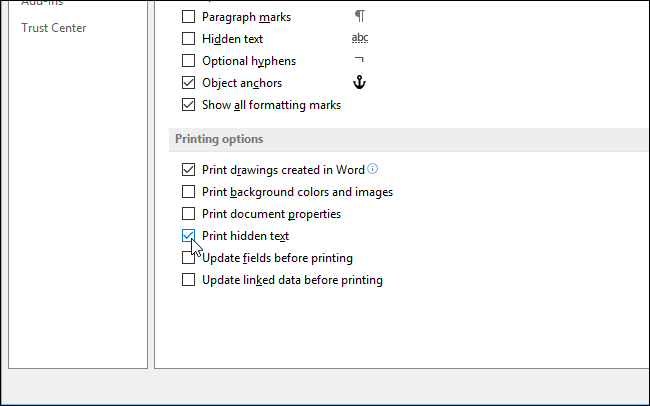 Add-Ins
Trust Center
Paragraph marks ¶
Hidden text abc
Optional hyphens ¬
Object anchors
Show all formatting marks
Printing options
Print drawings created in Word
Print background colors and images
Print document properties
Print hidden text
Update fields before printing
Update linked data before printing